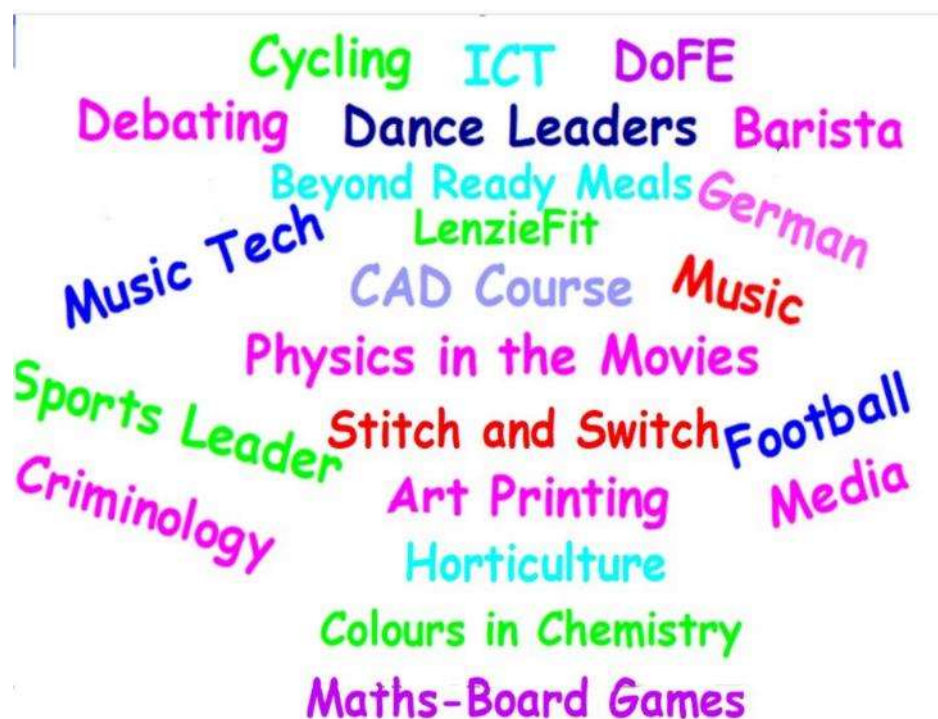 Cycling ICT DoFE
Debating Dance Leaders Barista
Beyond Ready Meals German
Music Tech LenzieFit
CAD Course Music
Physics in the Movies
Sports Leader Stitch and Switch Football
Criminology Art Printing Media
Horticulture
Colours in Chemistry
Maths-Board Games